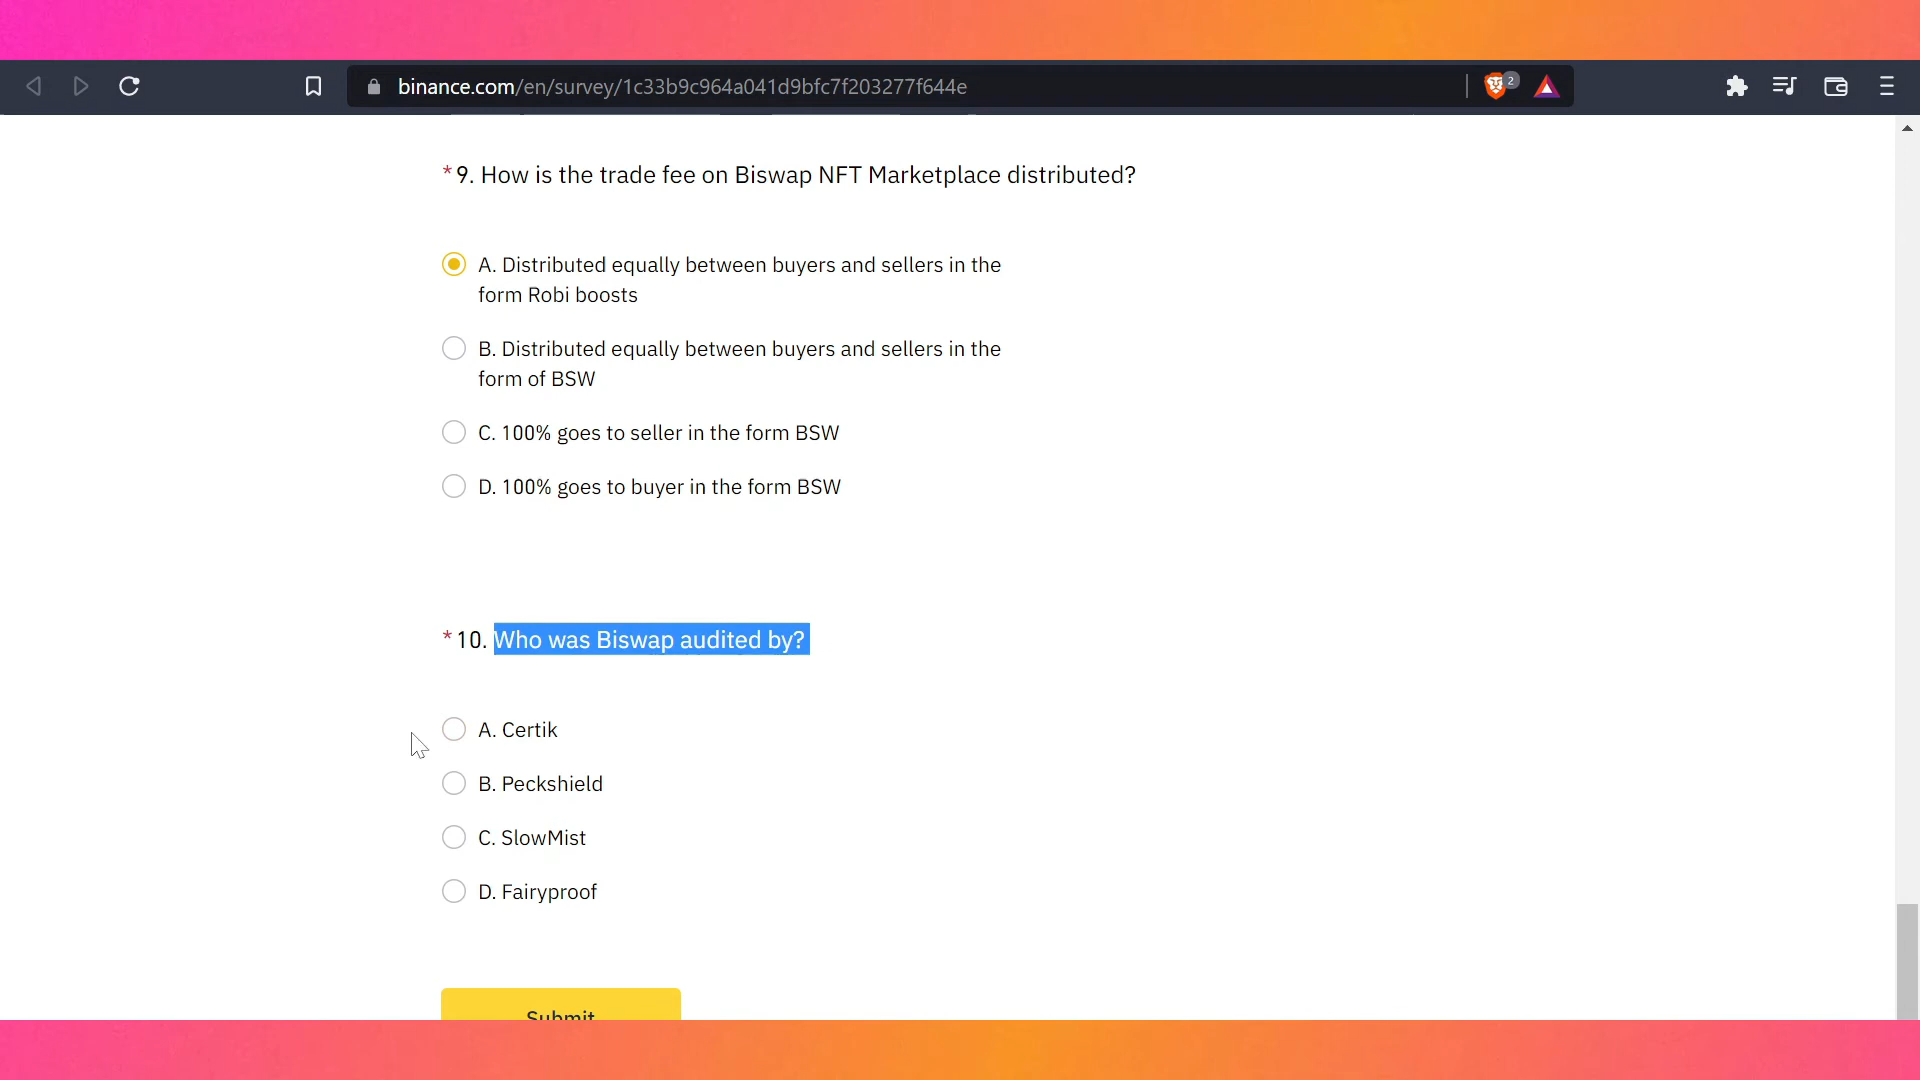 binance.com/en/survey/1c33b9c964a041d9bfc7f203277f644e
2
* 9. How is the trade fee on Biswap NFT Marketplace distributed?
A. Distributed equally between buyers and sellers in the
form Robi boosts
B. Distributed equally between buyers and sellers in the
form of BSW
C. 100% goes to seller in the form BSW
D. 100% goes to buyer in the form BSW
* 10. Who was Biswap audited by?
A. Certik
B. Peckshield
C. SlowMist
D. Fairyproof
Submit